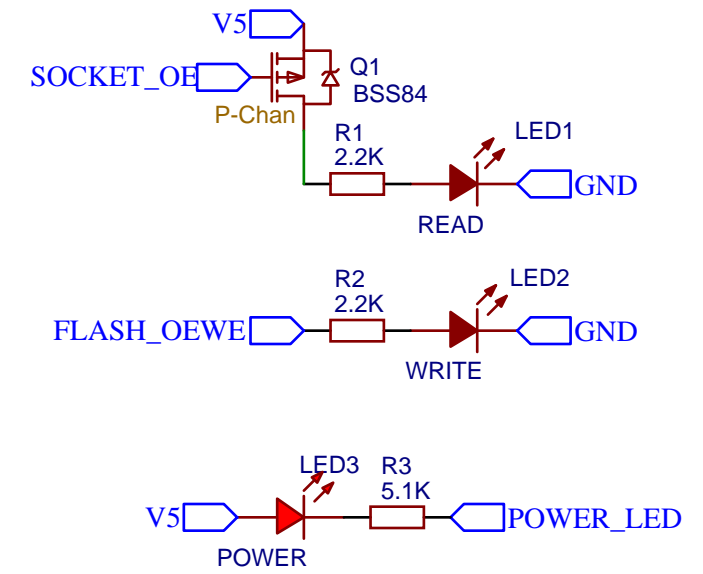 V5
SOCKET_OE
Q1
BSS84
P-Chan
R1
2.2K
LED1
GND
READ
R2
2.2K
LED2
FLASH_OEWE
GND
WRITE
LED3
R3
5.1K
V5
POWER_LED
POWER